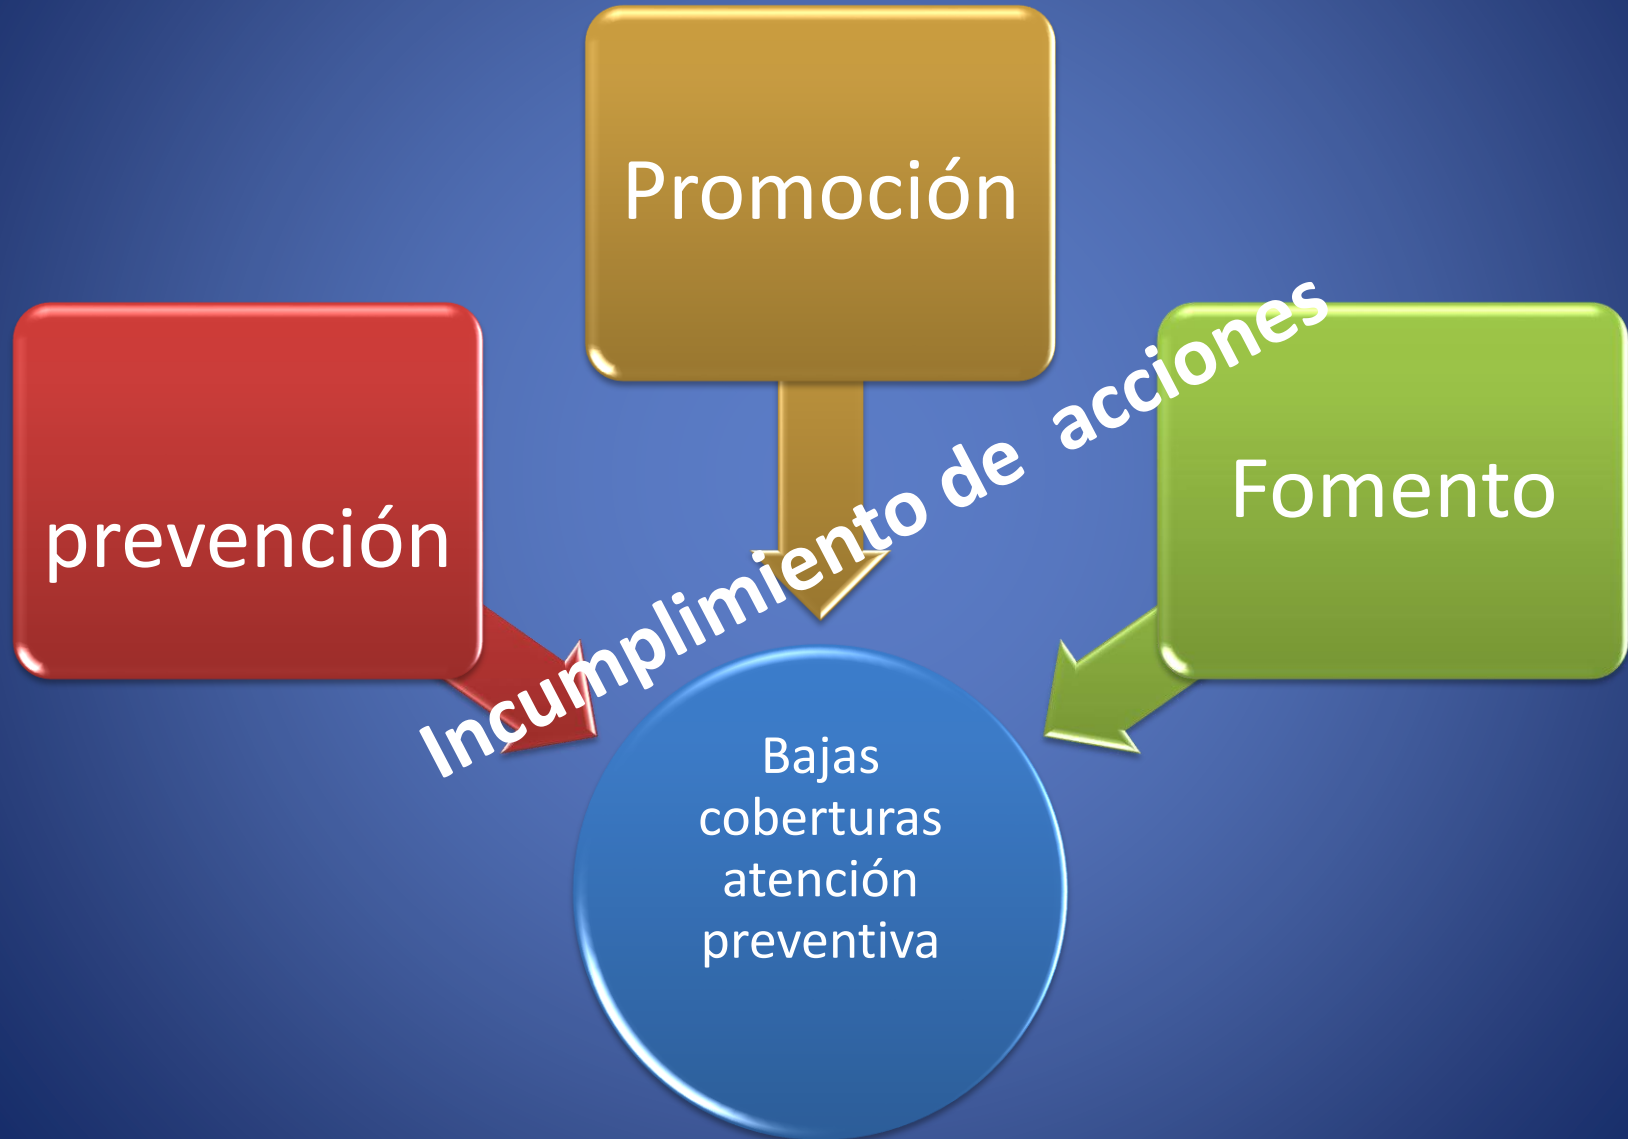 Promoción
prevención
Fomento
Incumplimiento de acciones
Bajas
coberturas
atención
preventiva